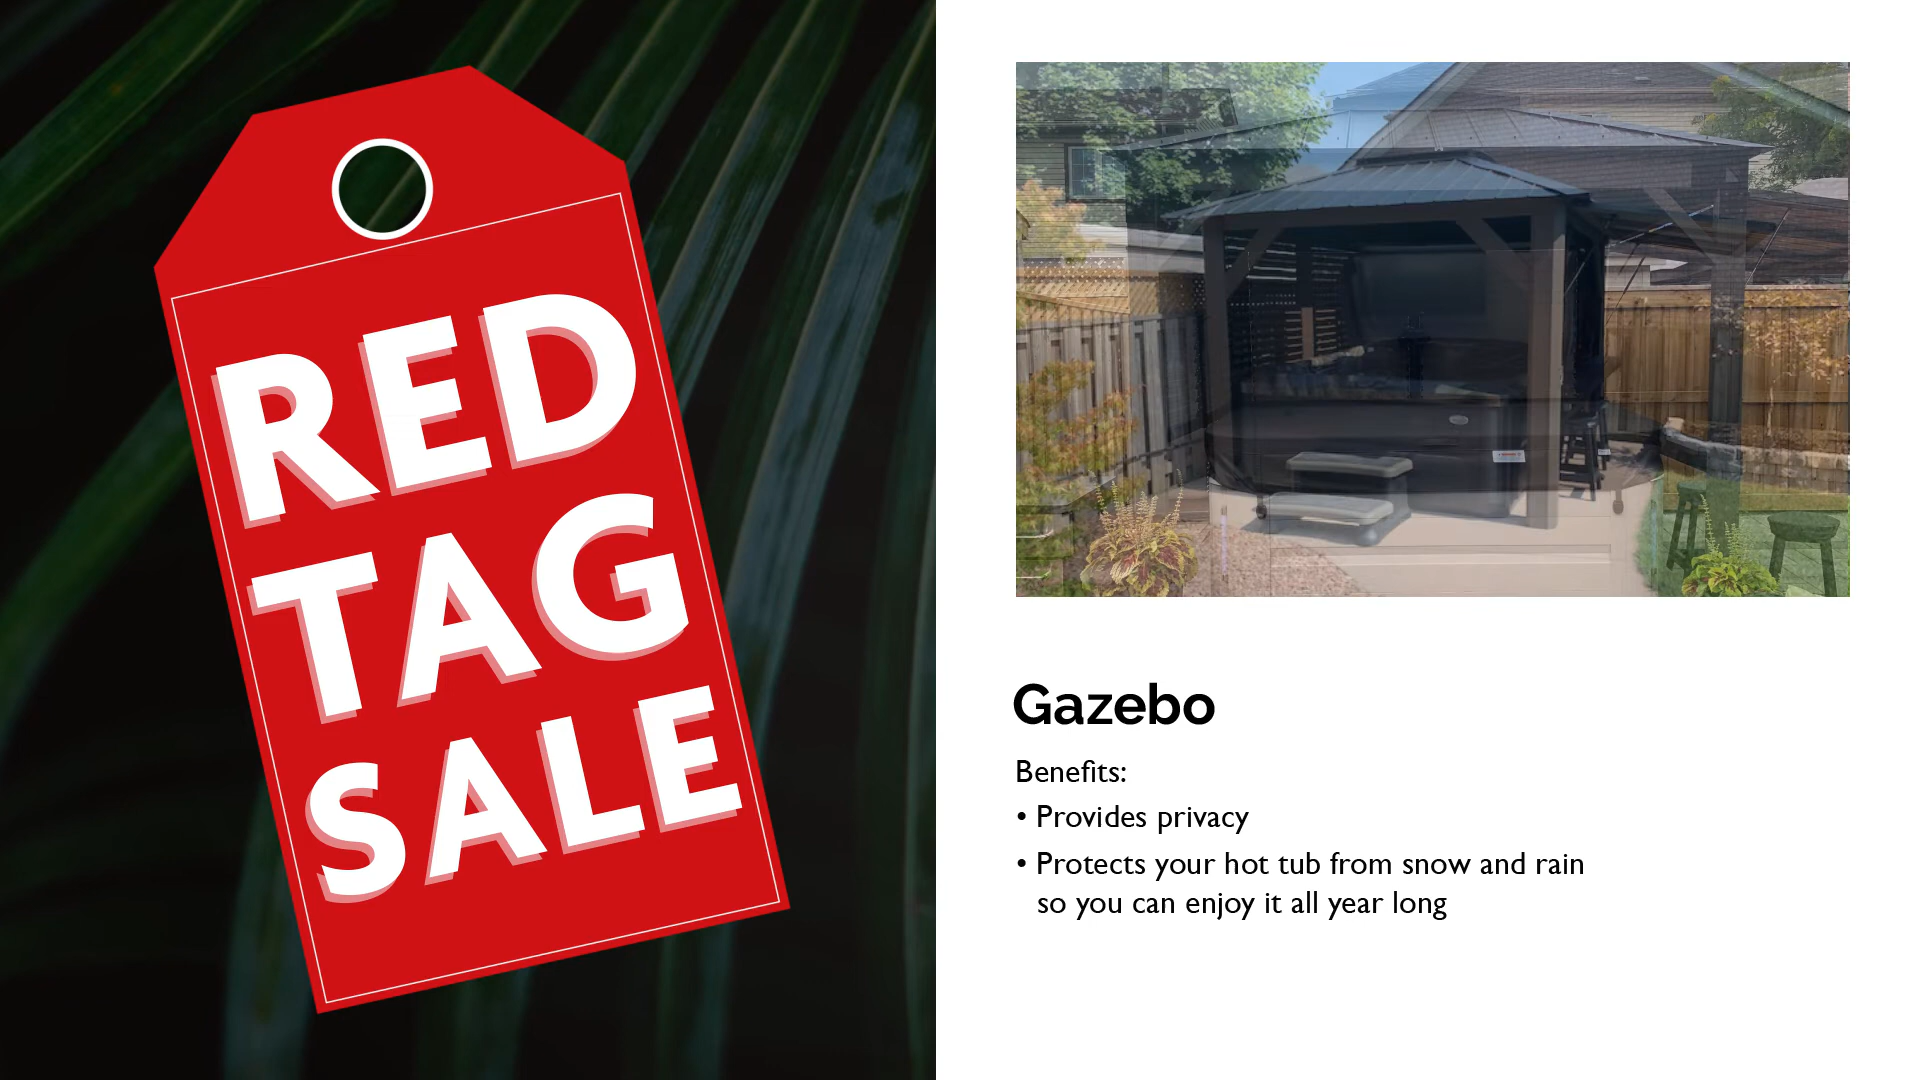 RED
TAG
SALE
Gazebo
Benefits:
• Provides privacy
• Protects your hot tub from snow and rain
so you can enjoy it all year long